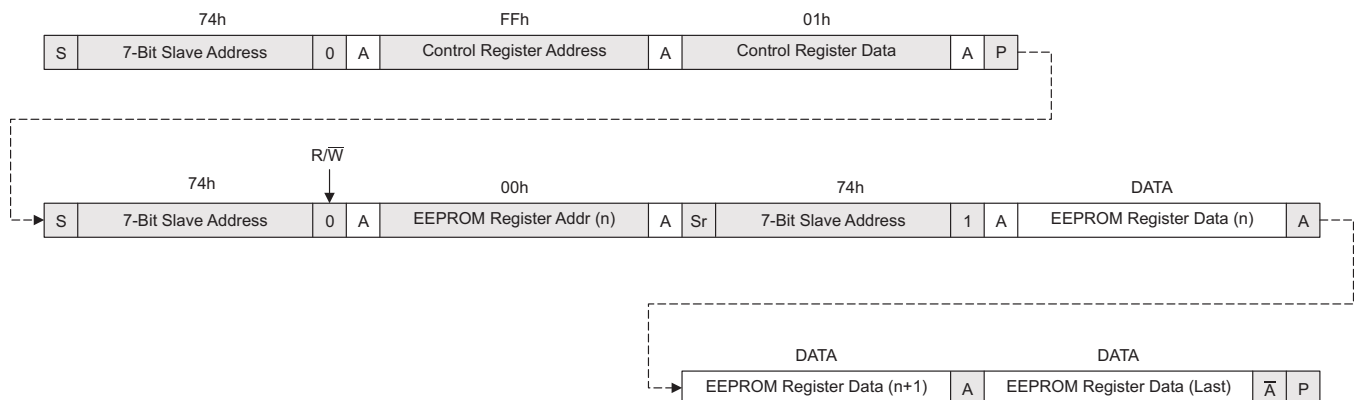 74h FFh 01h
S 7-Bit Slave Address 0 A Control Register Address A Control Register Data A P
R/W̅
74h 00h 74h DATA
S 7-Bit Slave Address 0 A EEPROM Register Addr (n) A Sr 7-Bit Slave Address 1 A EEPROM Register Data (n) A
DATA DATA
EEPROM Register Data (n+1) A EEPROM Register Data (Last) A̅ P